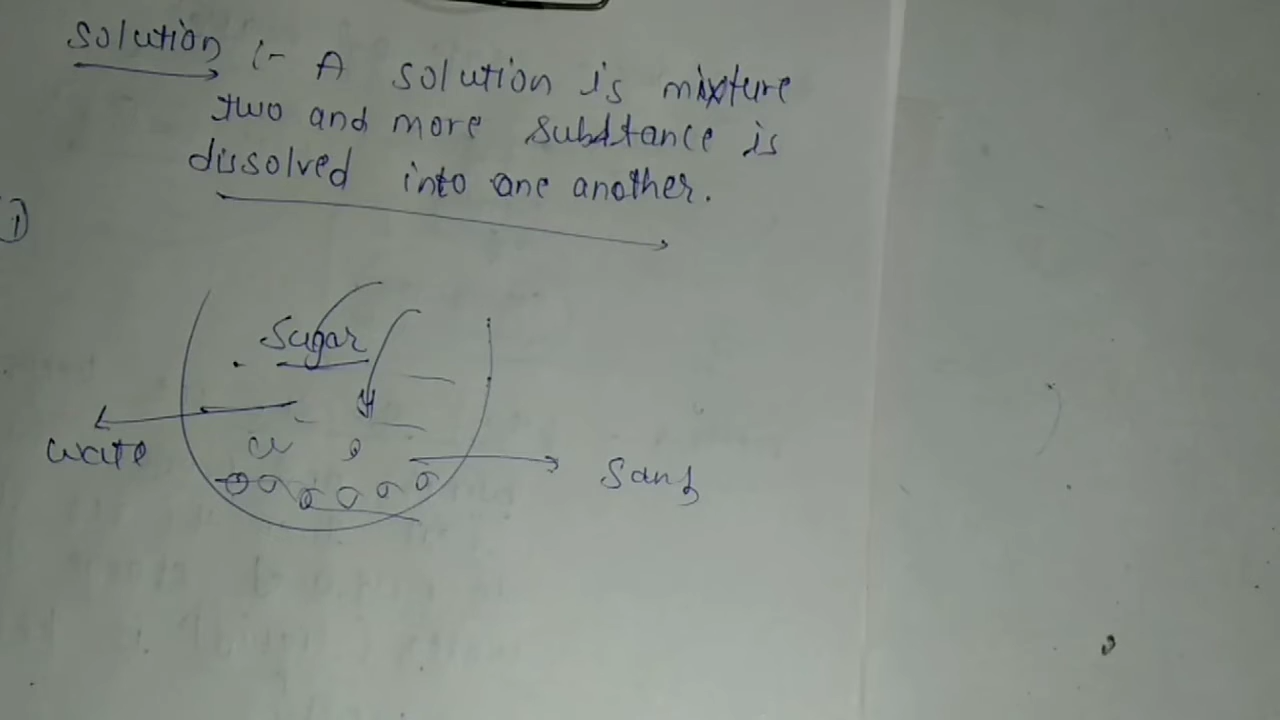 Solution :- A solution is mixture
two and more substance is
dissolved into one another.
①
Sugar
wate
Sand